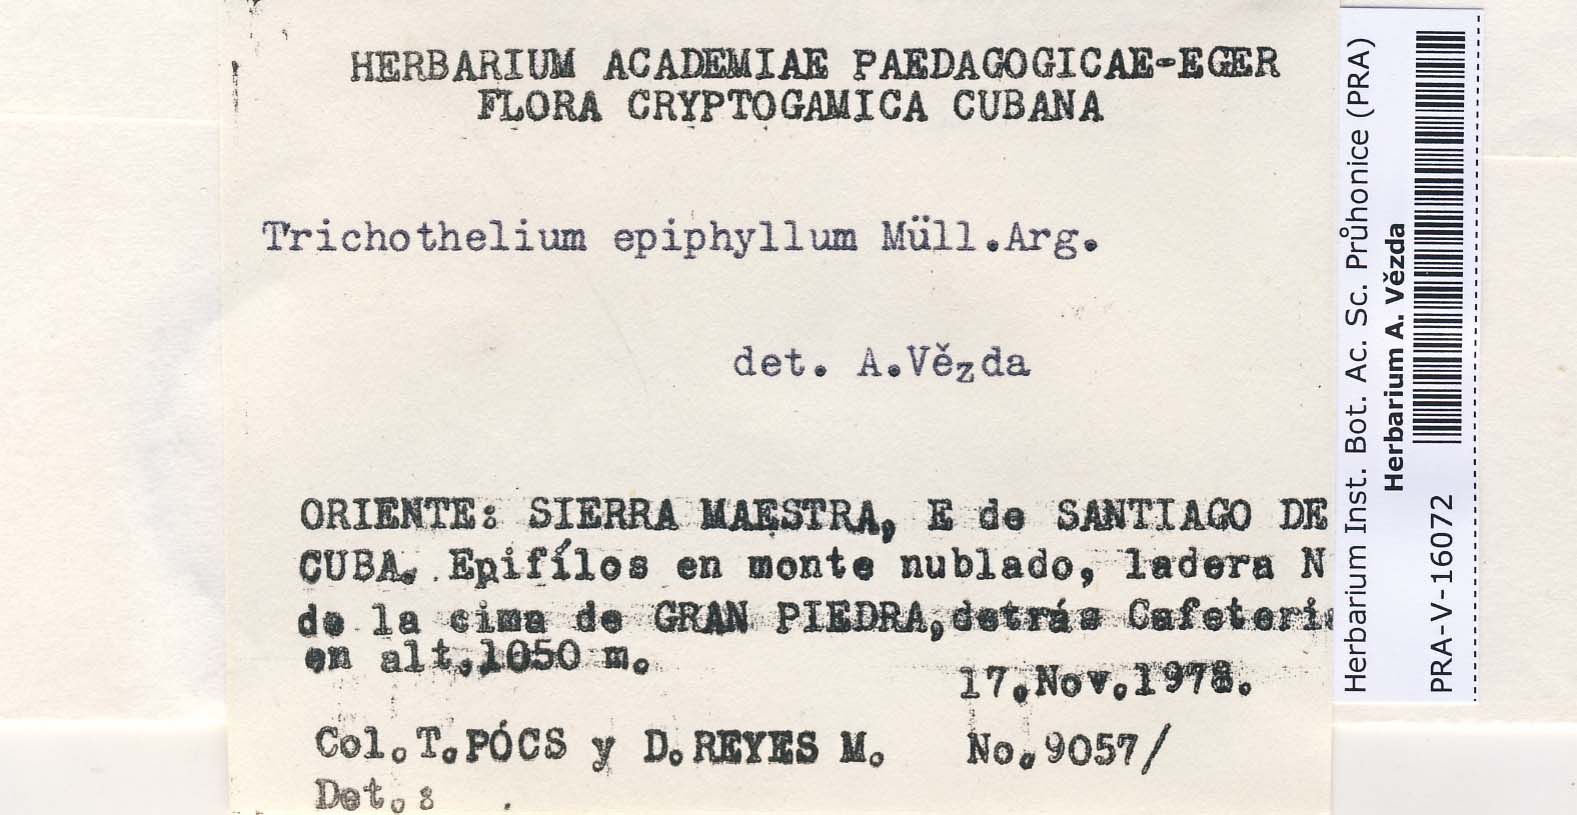 HERBARIUM ACADEMIAE PAEDAGOGICAE-EGER
FLORA CRYPTOGAMICA CUBANA
Trichothelium epiphyllum Müll.Arg.
det. A.Vězda
ORIENTE: SIERRA MAESTRA, E de SANTIAGO DE
CUBA. Epifílos en monte nublado, ladera N
de la cima de GRAN PIEDRA, detrás Cafeteria
en alt.1050 m.
17.Nov.1978.
Col.T.PÓCS y D.REYES M. No.9057/
Det.:
Herbarium Inst. Bot. Ac. Sc. Průhonice (PRA)
Herbarium A. Vězda
PRA-V-16072